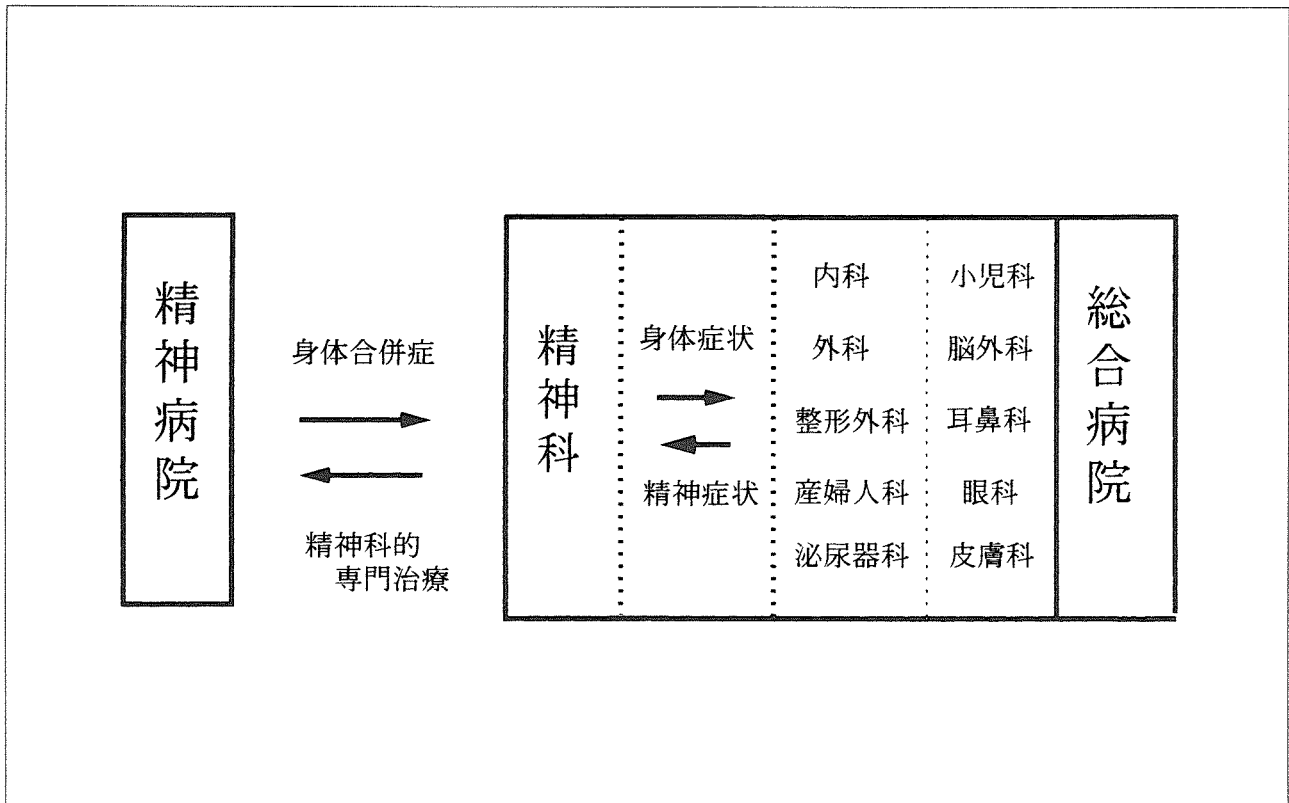 精神病院
身体合併症
精神科的
専門治療
精神科
身体症状
精神症状
内科
外科
整形外科
産婦人科
泌尿器科
小児科
脳外科
耳鼻科
眼科
皮膚科
総合病院